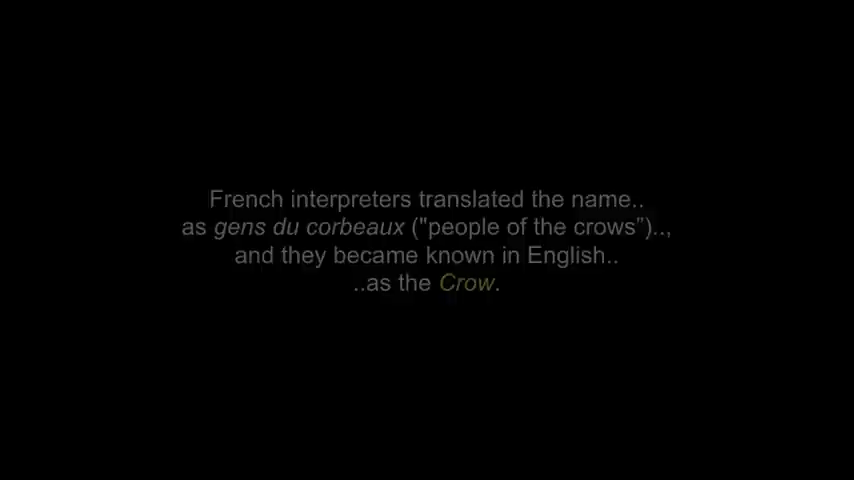 French interpreters translated the name..
as gens du corbeaux ("people of the crows”)..,
and they became known in English..
..as the Crow.